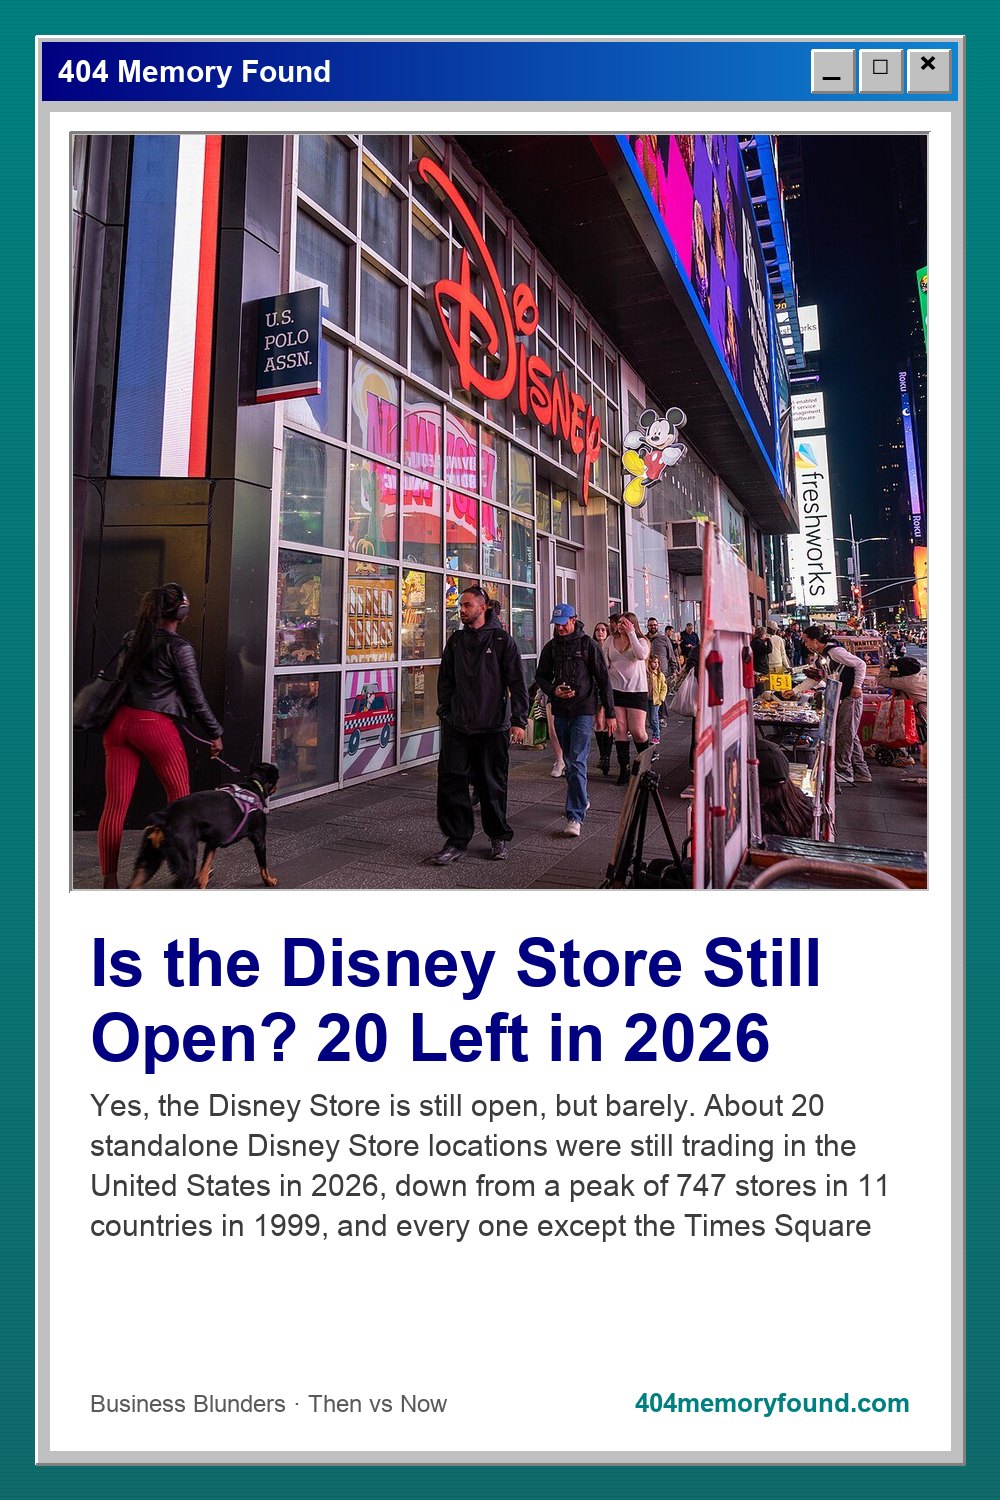 404 Memory Found
U.S.
POLO
ASSN.
Disney
freshworks
Roku
Roku
Is the Disney Store Still
Open? 20 Left in 2026
Yes, the Disney Store is still open, but barely. About 20
standalone Disney Store locations were still trading in the
United States in 2026, down from a peak of 747 stores in 11
countries in 1999, and every one except the Times Square
Business Blunders · Then vs Now
404memoryfound.com